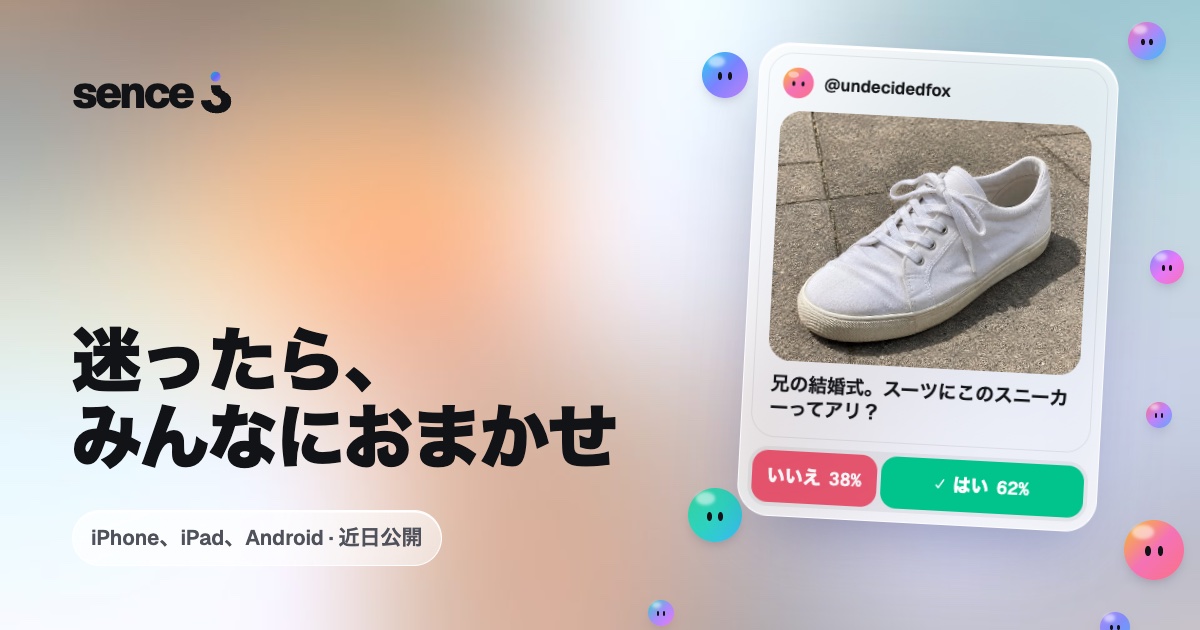 sence
@undecidedfox
兄の結婚式。スーツにこのスニーカ
ーってアリ？
いいえ 38%
✓ はい 62%
迷ったら、
みんなにおまかせ
iPhone、iPad、Android · 近日公開